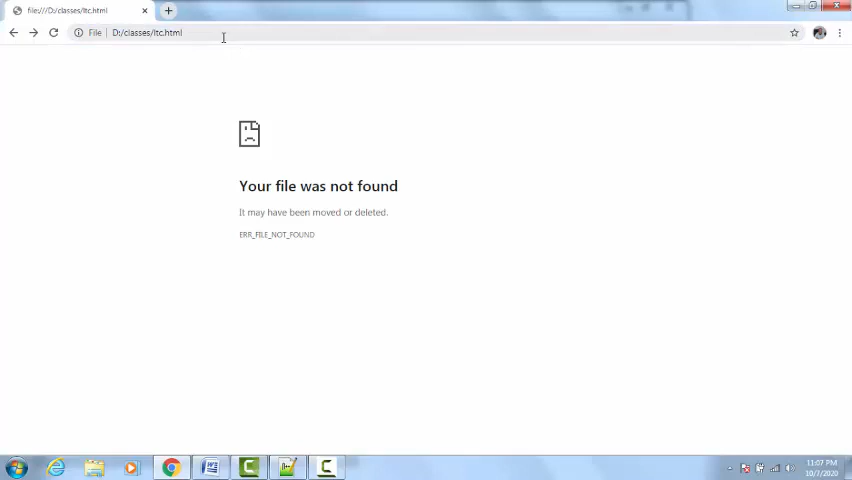 file:///D:/classes/ltc.html
File D:/classes/ltc.html
Your file was not found
It may have been moved or deleted.
ERR_FILE_NOT_FOUND
11:07 PM
10/7/2020